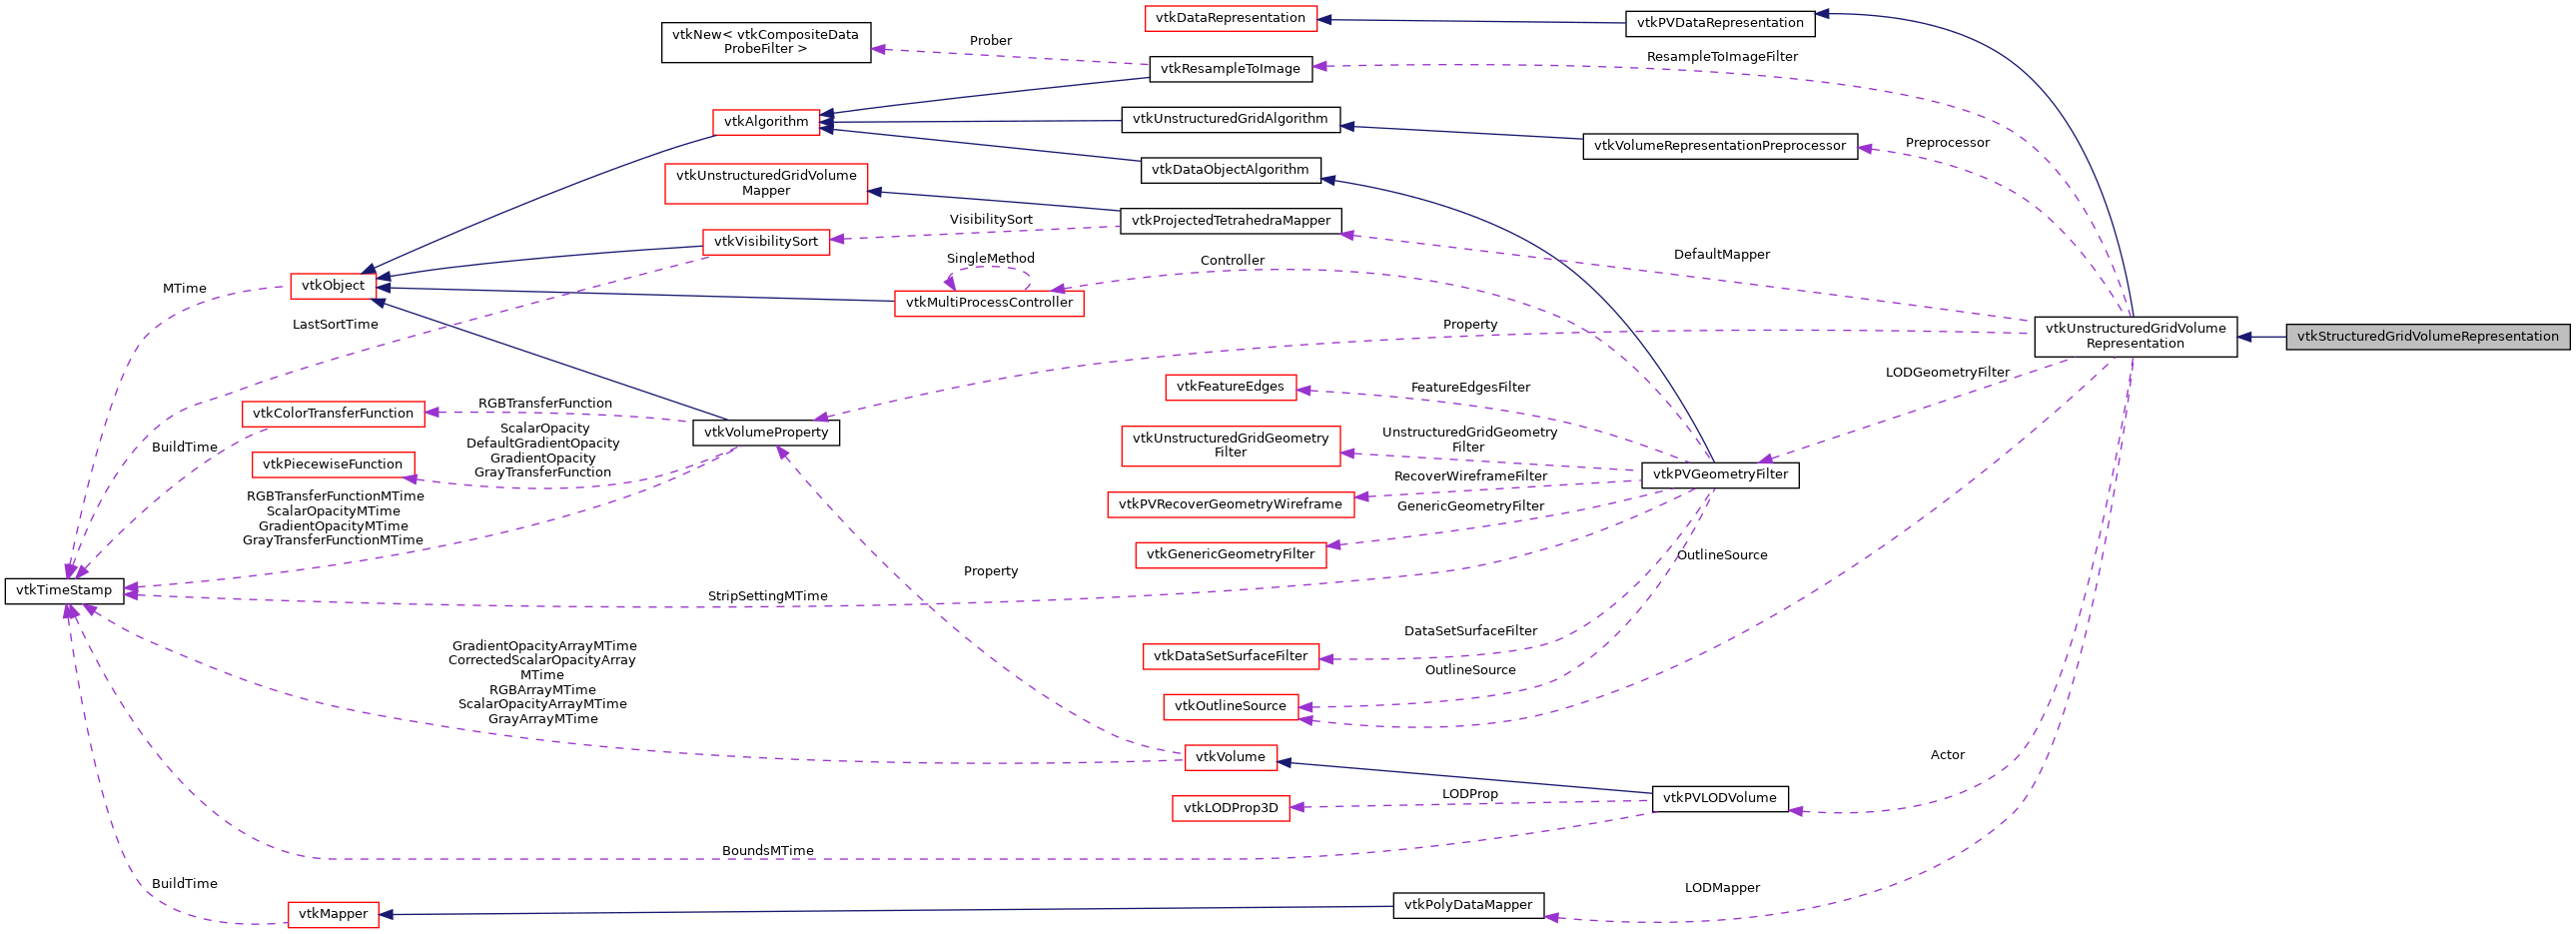 vtkDataRepresentation
vtkPVDataRepresentation
vtkNew< vtkCompositeData
ProbeFilter >
Prober
ResampleToImageFilter
vtkResampleToImage
vtkAlgorithm
vtkUnstructuredGridAlgorithm
vtkVolumeRepresentationPreprocessor
Preprocessor
vtkDataObjectAlgorithm
vtkUnstructuredGridVolume
Mapper
vtkProjectedTetrahedraMapper
VisibilitySort
vtkVisibilitySort
DefaultMapper
SingleMethod
Controller
vtkObject
MTime
vtkMultiProcessController
LastSortTime
Property
vtkUnstructuredGridVolume
Representation
vtkStructuredGridVolumeRepresentation
LODGeometryFilter
vtkFeatureEdges
FeatureEdgesFilter
RGBTransferFunction
vtkColorTransferFunction
vtkVolumeProperty
ScalarOpacity
DefaultGradientOpacity
GradientOpacity
GrayTransferFunction
BuildTime
vtkUnstructuredGridGeometry
Filter
UnstructuredGridGeometry
Filter
vtkPiecewiseFunction
vtkPVGeometryFilter
RecoverWireframeFilter
RGBTransferFunctionMTime
ScalarOpacityMTime
GradientOpacityMTime
GrayTransferFunctionMTime
vtkPVRecoverGeometryWireframe
GenericGeometryFilter
vtkGenericGeometryFilter
OutlineSource
Property
vtkTimeStamp
StripSettingMTime
DataSetSurfaceFilter
GradientOpacityArrayMTime
CorrectedScalarOpacityArray
MTime
RGBArrayMTime
ScalarOpacityArrayMTime
GrayArrayMTime
vtkDataSetSurfaceFilter
OutlineSource
vtkOutlineSource
vtkVolume
Actor
LODProp
vtkPVLODVolume
vtkLODProp3D
BoundsMTime
BuildTime
LODMapper
vtkPolyDataMapper
vtkMapper